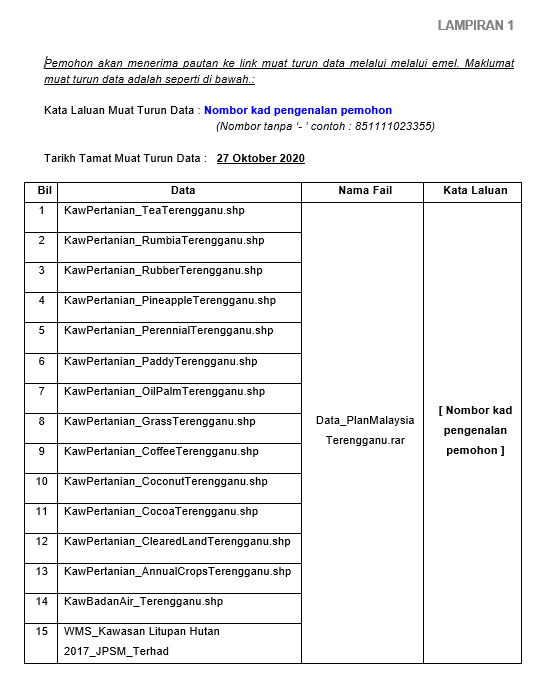 LAMPIRAN 1
Pemohon akan menerima pautan ke link muat turun data melalui melalui emel. Maklumat
muat turun data adalah seperti di bawah.:
Kata Laluan Muat Turun Data : Nombor kad pengenalan pemohon
(Nombor tanpa '- ' contoh : 851111023355)
Tarikh Tamat Muat Turun Data : 27 Oktober 2020
Bil Data Nama Fail Kata Laluan
1 KawPertanian_TeaTerengganu.shp
2 KawPertanian_RumbiaTerengganu.shp
3 KawPertanian_RubberTerengganu.shp
4 KawPertanian_PineappleTerengganu.shp
5 KawPertanian_PerennialTerengganu.shp
6 KawPertanian_PaddyTerengganu.shp
7 KawPertanian_OilPalmTerengganu.shp
8 KawPertanian_GrassTerengganu.shp
9 KawPertanian_CoffeeTerengganu.shp
10 KawPertanian_CoconutTerengganu.shp
11 KawPertanian_CocoaTerengganu.shp
12 KawPertanian_ClearedLandTerengganu.shp
13 KawPertanian_AnnualCropsTerengganu.shp
14 KawBadanAir_Terengganu.shp
15 WMS_Kawasan Litupan Hutan
2017_JPSM_Terhad
Data_PlanMalaysia
Terengganu.rar
[ Nombor kad
pengenalan
pemohon ]